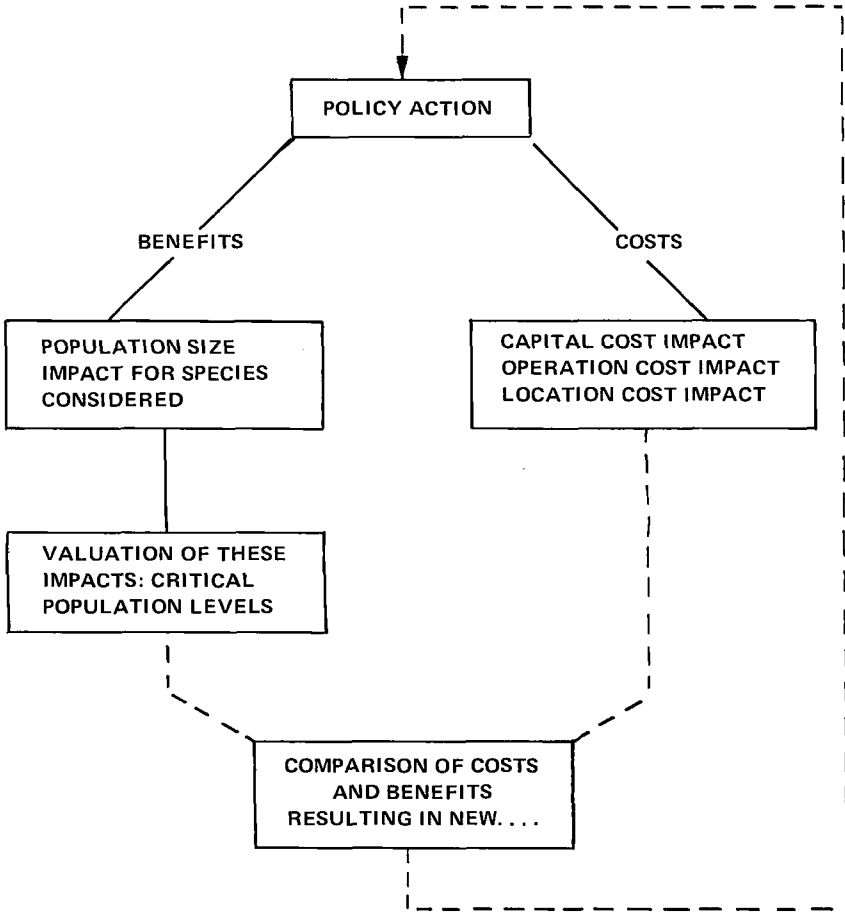 POLICY ACTION
BENEFITS
COSTS
POPULATION SIZE
IMPACT FOR SPECIES
CONSIDERED
CAPITAL COST IMPACT
OPERATION COST IMPACT
LOCATION COST IMPACT
VALUATION OF THESE
IMPACTS: CRITICAL
POPULATION LEVELS
COMPARISON OF COSTS
AND BENEFITS
RESULTING IN NEW....